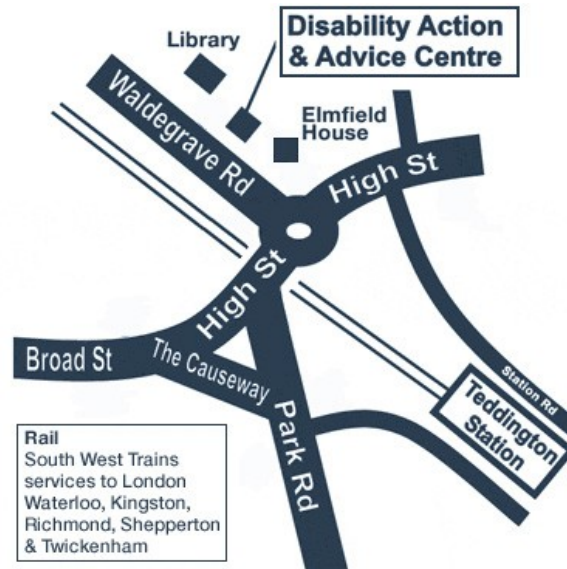 Disability Action
& Advice Centre
Library
Elmfield
House
Waldegrave Rd
High St
High St
Broad St
The Causeway
Park Rd
Station Rd
Teddington
Station
Rail
South West Trains
services to London
Waterloo, Kingston,
Richmond, Shepperton
& Twickenham